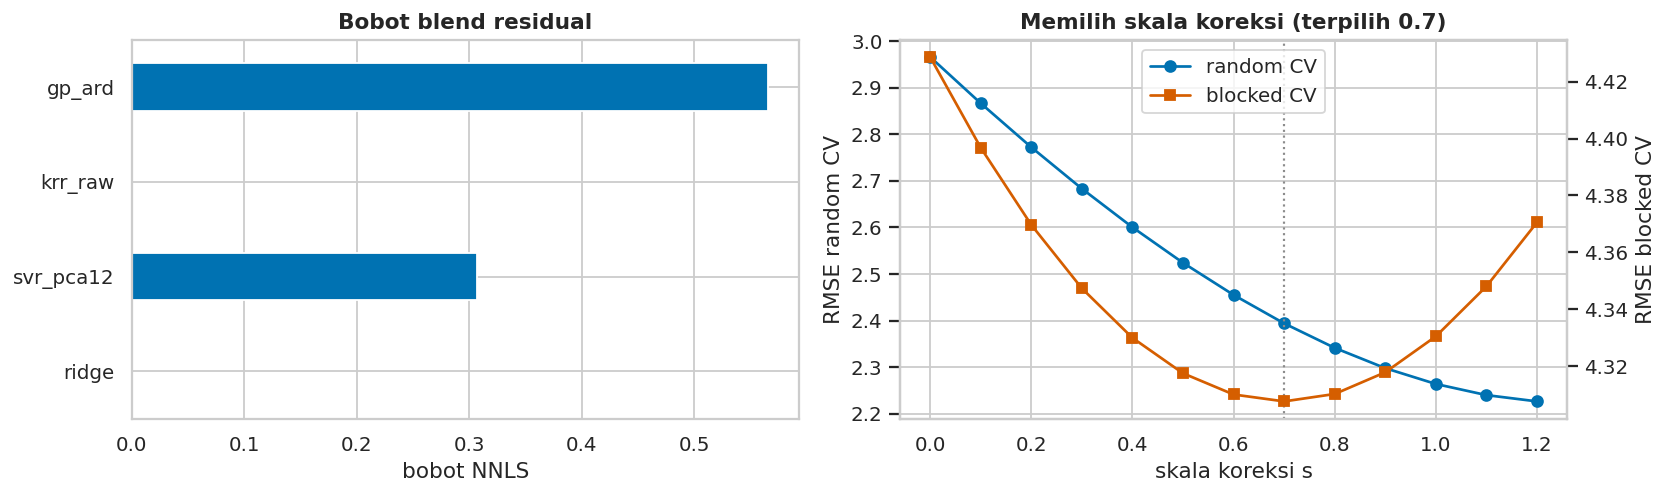 Bobot blend residual
gp_ard
krr_raw
svr_pca12
ridge
0.0 0.1 0.2 0.3 0.4 0.5
bobot NNLS
Memilih skala koreksi (terpilih 0.7)
random CV
blocked CV
RMSE random CV
3.0
2.9
2.8
2.7
2.6
2.5
2.4
2.3
2.2
0.0 0.2 0.4 0.6 0.8 1.0 1.2
skala koreksi s
4.42
4.40
4.38
4.36
4.34
4.32
RMSE blocked CV